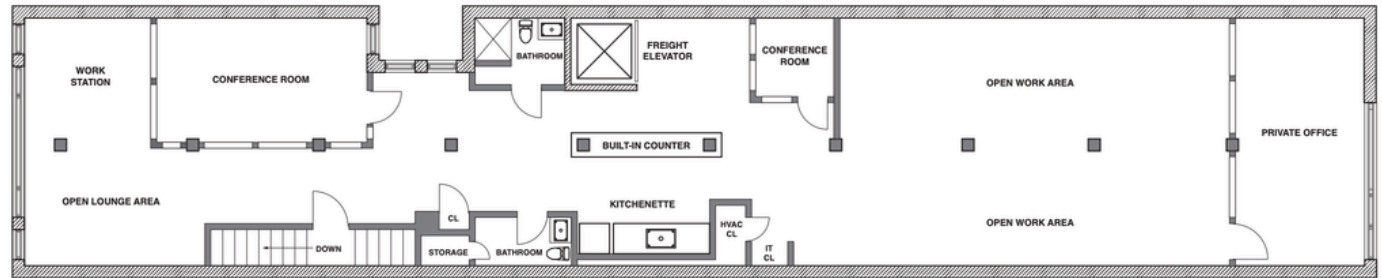 WORK
STATION
CONFERENCE ROOM
BATHROOM
FREIGHT
ELEVATOR
CONFERENCE
ROOM
OPEN WORK AREA
PRIVATE OFFICE
BUILT-IN COUNTER
OPEN LOUNGE AREA
DOWN
CL
STORAGE
BATHROOM
KITCHENETTE
HVAC
CL
IT
CL
OPEN WORK AREA